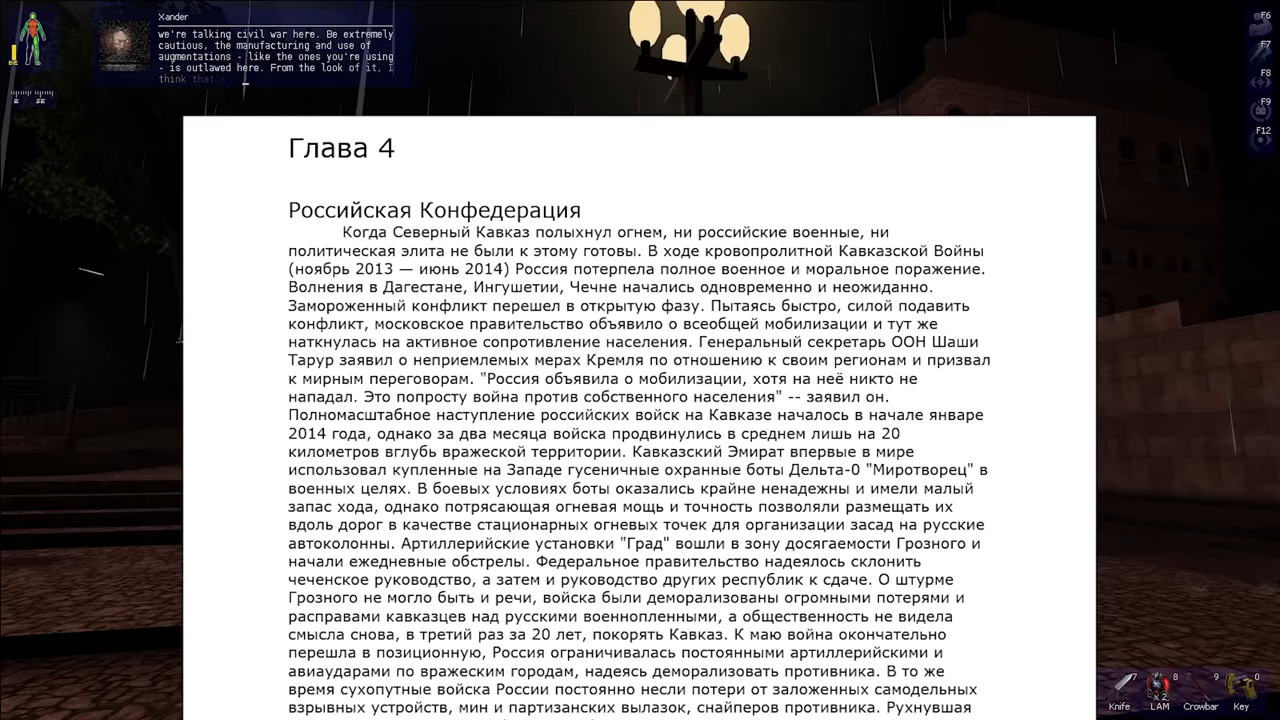 Xander
we're talking civil war here. Be extremely
cautious, the manufacturing and use of
augmentations - like the ones you're using
- is outlawed here. From the look of it, I
think that's
F6
F7
F8
F9
F12
Глава 4
Российская Конфедерация
Когда Северный Кавказ полыхнул огнем, ни российские военные, ни
политическая элита не были к этому готовы. В ходе кровопролитной Кавказской Войны
(ноябрь 2013 — июнь 2014) Россия потерпела полное военное и моральное поражение.
Волнения в Дагестане, Ингушетии, Чечне начались одновременно и неожиданно.
Замороженный конфликт перешел в открытую фазу. Пытаясь быстро, силой подавить
конфликт, московское правительство объявило о всеобщей мобилизации и тут же
наткнулась на активное сопротивление населения. Генеральный секретарь ООН Шаши
Тарур заявил о неприемлемых мерах Кремля по отношению к своим регионам и призвал
к мирным переговорам. "Россия объявила о мобилизации, хотя на неё никто не
нападал. Это попросту война против собственного населения" -- заявил он.
Полномасштабное наступление российских войск на Кавказе началось в начале январе
2014 года, однако за два месяца войска продвинулись в среднем лишь на 20
километров вглубь вражеской территории. Кавказский Эмират впервые в мире
использовал купленные на Западе гусеничные охранные боты Дельта-0 "Миротворец" в
военных целях. В боевых условиях боты оказались крайне ненадежны и имели малый
запас хода, однако потрясающая огневая мощь и точность позволяли размещать их
вдоль дорог в качестве стационарных огневых точек для организации засад на русские
автоколонны. Артиллерийские установки "Град" вошли в зону досягаемости Грозного и
начали ежедневные обстрелы. Федеральное правительство надеялось склонить
чеченское руководство, а затем и руководство других республик к сдаче. О штурме
Грозного не могло быть и речи, войска были деморализованы огромными потерями и
расправами кавказцев над русскими военнопленными, а общественность не видела
смысла снова, в третий раз за 20 лет, покорять Кавказ. К маю война окончательно
перешла в позиционную, Россия ограничивалась постоянными артиллерийскими и
авиаударами по вражеским городам, надеясь деморализовать противника. В то же
время сухопутные войска России постоянно несли потери от заложенных самодельных
взрывных устройств, мин и партизанских вылазок, снайперов противника. Рухнувшая
7 8 9 0
x 2
Knife LAM Crowbar Key